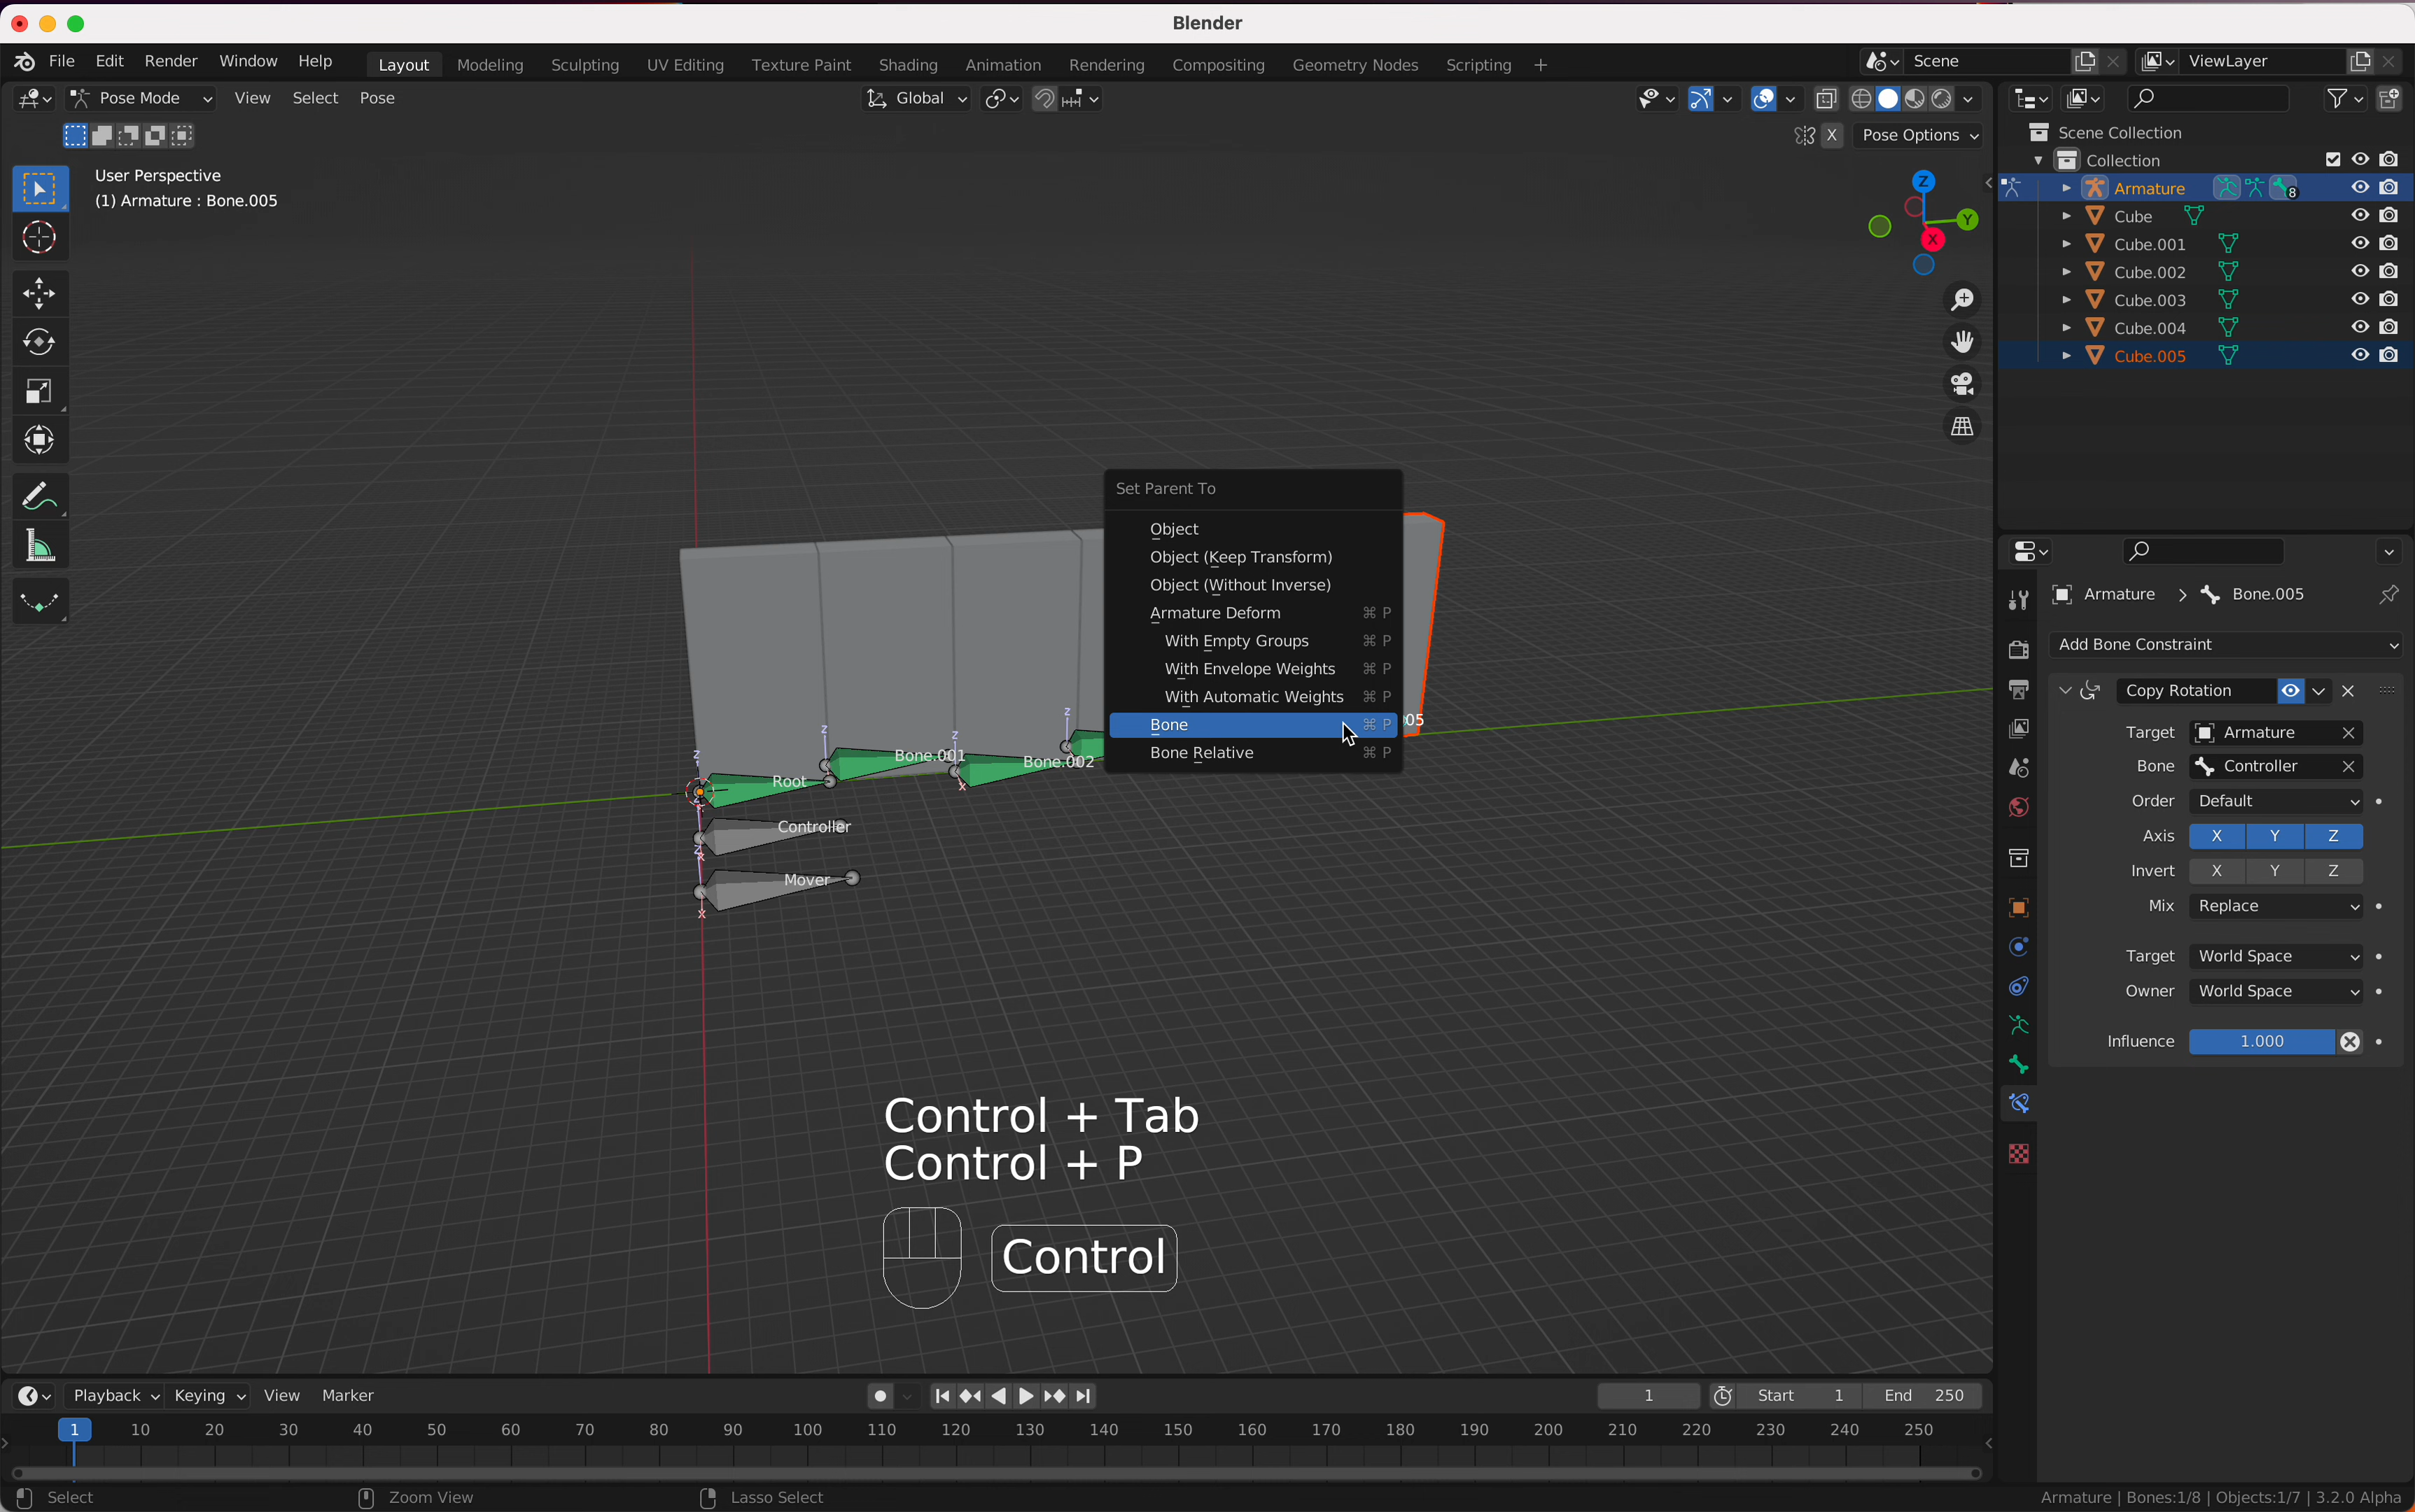 Blender
File Edit Render Window Help Layout Modeling Sculpting UV Editing Texture Paint Shading Animation Rendering Compositing Geometry Nodes Scripting + Scene ViewLayer
Pose Mode View Select Pose Global
X Pose Options
User Perspective
(1) Armature : Bone.005
Z
Y
X
Scene Collection
Collection
Armature 8
Cube
Cube.001
Cube.002
Cube.003
Cube.004
Cube.005
Set Parent To
Object
Object (Keep Transform)
Object (Without Inverse)
Armature Deform ⌘ P
With Empty Groups ⌘ P
With Envelope Weights ⌘ P
With Automatic Weights ⌘ P
Bone ⌘ P
Bone Relative ⌘ P
05
Bone.001
Bone.002
Root
Controller
Mover
Armature > Bone.005
Add Bone Constraint
Copy Rotation
Target Armature
Bone Controller
Order Default
Axis X Y Z
Invert X Y Z
Mix Replace
Target World Space
Owner World Space
Influence 1.000
Control + Tab
Control + P
Control
Playback Keying View Marker 1 Start 1 End 250
1 10 20 30 40 50 60 70 80 90 100 110 120 130 140 150 160 170 180 190 200 210 220 230 240 250
Select Zoom View Lasso Select Armature | Bones:1/8 | Objects:1/7 | 3.2.0 Alpha